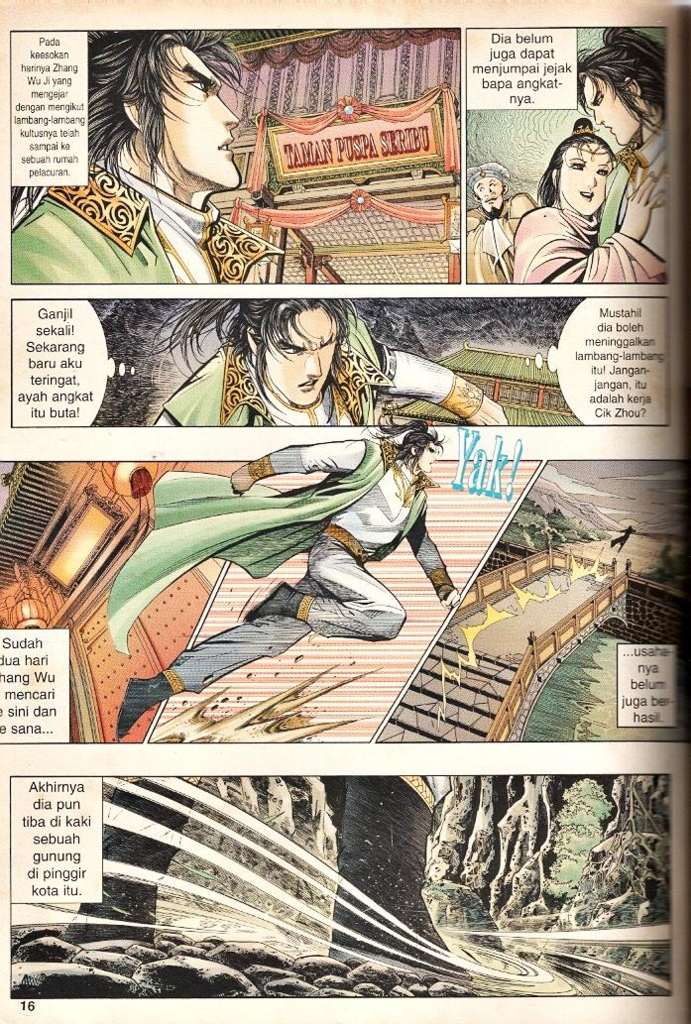 Pada
keesokan
harinya Zhang
Wu Ji yang
mengejar
dengan mengikut
lambang-lambang
kultusnya telah
sampai ke
sebuah rumah
pelacuran.
TAMAN PUSPA SERIBU
Dia belum
juga dapat
menjumpai jejak
bapa angkat-
nya.
Ganjil
sekali!
Sekarang
baru aku
teringat,
ayah angkat
itu buta!
Mustahil
dia boleh
meninggalkan
lambang-lambang
itu! Jangan-
jangan, itu
adalah kerja
Cik Zhou?
Yak!
Sudah
dua hari
hang Wu
mencari
e sini dan
e sana...
...usaha-
nya
belum
juga ber-
hasil.
Akhirnya
dia pun
tiba di kaki
sebuah
gunung
di pinggir
kota itu.
16